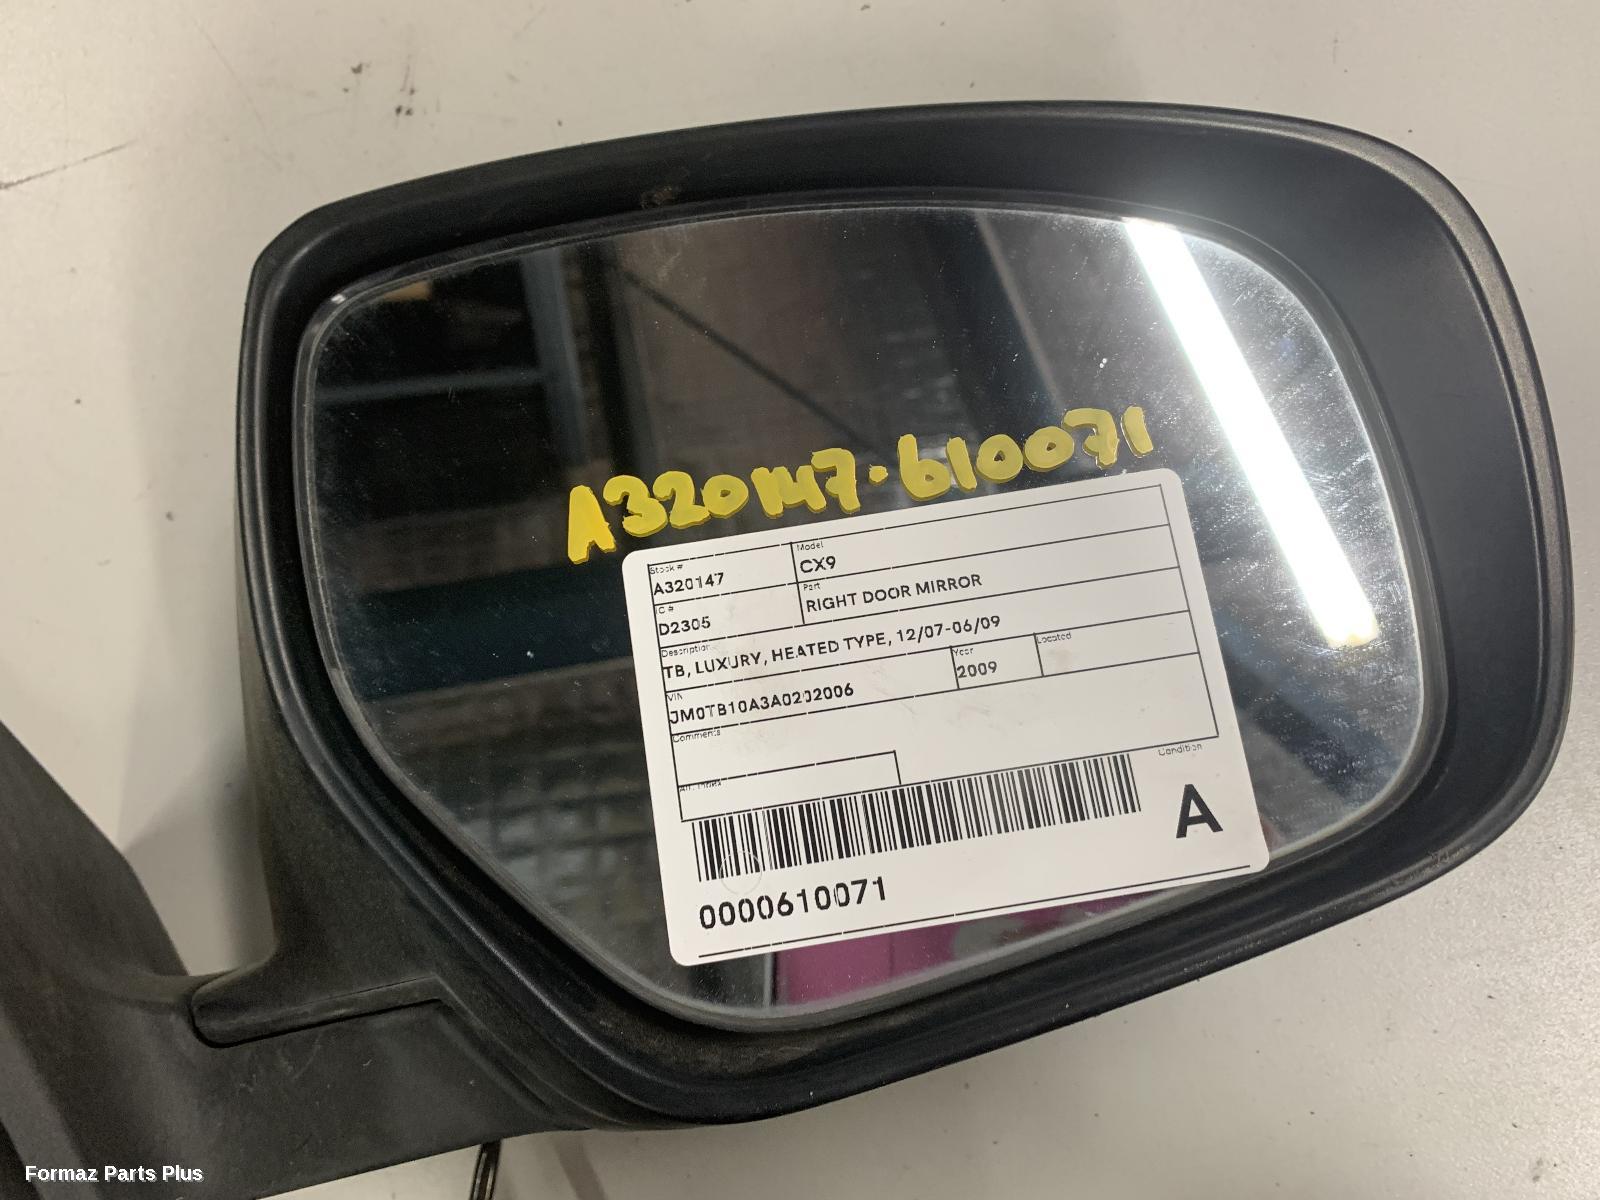 A320147·610071
Stock #
A320147
Model
CX9
IC #
D2305
Part
RIGHT DOOR MIRROR
Description
TB, LUXURY, HEATED TYPE, 12/07-06/09
VIN
JM0TB10A3A0202006
Year
2009
Located
Comments
Condition
A
0000610071
Formaz Parts Plus